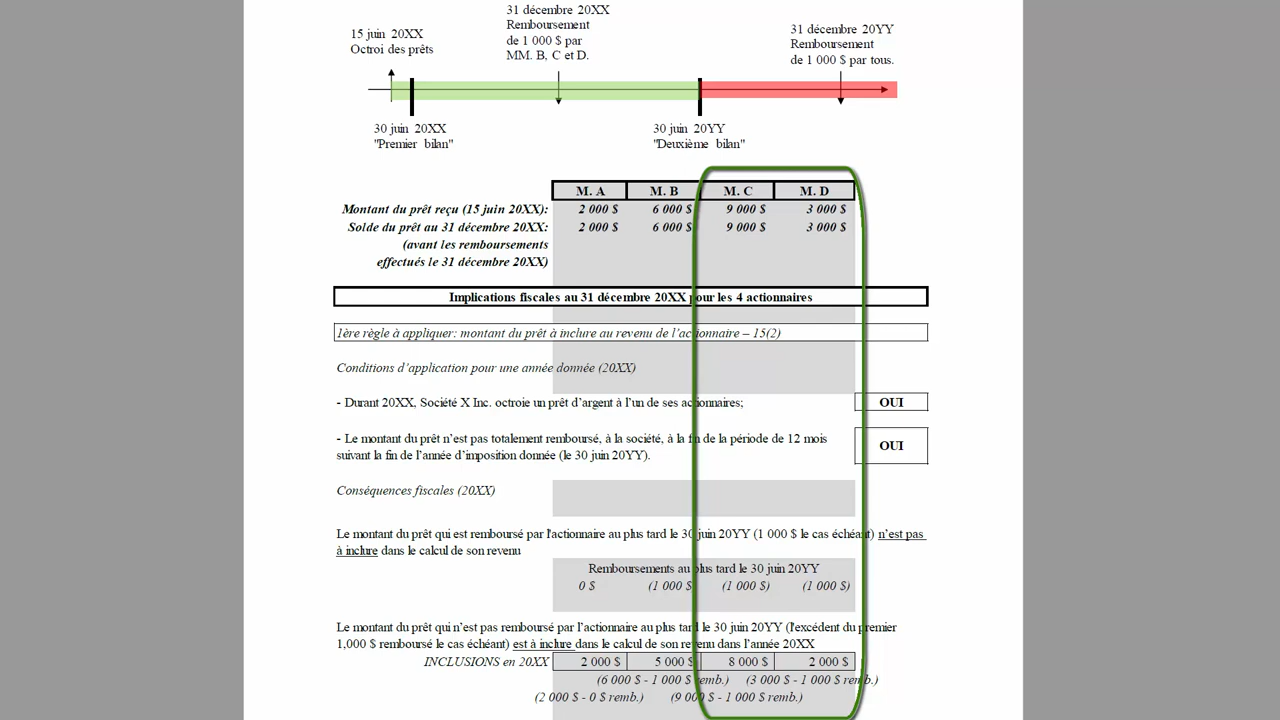 31 décembre 20XX
Remboursement
de 1 000 $ par
MM. B, C et D.
15 juin 20XX
Octroi des prêts
31 décembre 20YY
Remboursement
de 1 000 $ par tous.
30 juin 20XX
"Premier bilan"
30 juin 20YY
"Deuxième bilan"
M. A M. B M. C M. D
Montant du prêt reçu (15 juin 20XX): 2 000 $ 6 000 $ 9 000 $ 3 000 $
Solde du prêt au 31 décembre 20XX: 2 000 $ 6 000 $ 9 000 $ 3 000 $
(avant les remboursements
effectués le 31 décembre 20XX)
Implications fiscales au 31 décembre 20XX pour les 4 actionnaires
1ère règle à appliquer: montant du prêt à inclure au revenu de l'actionnaire – 15(2)
Conditions d'application pour une année donnée (20XX)
- Durant 20XX, Société X Inc. octroie un prêt d'argent à l'un de ses actionnaires; OUI
- Le montant du prêt n'est pas totalement remboursé, à la société, à la fin de la période de 12 mois
suivant la fin de l'année d'imposition donnée (le 30 juin 20YY). OUI
Conséquences fiscales (20XX)
Le montant du prêt qui est remboursé par l'actionnaire au plus tard le 30 juin 20YY (1 000 $ le cas échéant) n'est pas
à inclure dans le calcul de son revenu
Remboursements au plus tard le 30 juin 20YY
0 $ (1 000 $) (1 000 $) (1 000 $)
Le montant du prêt qui n'est pas remboursé par l'actionnaire au plus tard le 30 juin 20YY (l'excédent du premier
1,000 $ remboursé le cas échéant) est à inclure dans le calcul de son revenu dans l'année 20XX
INCLUSIONS en 20XX 2 000 $ 5 000 $ 8 000 $ 2 000 $
(6 000 $ - 1 000 $ remb.) (3 000 $ - 1 000 $ remb.)
(2 000 $ - 0 $ remb.) (9 000 $ - 1 000 $ remb.)